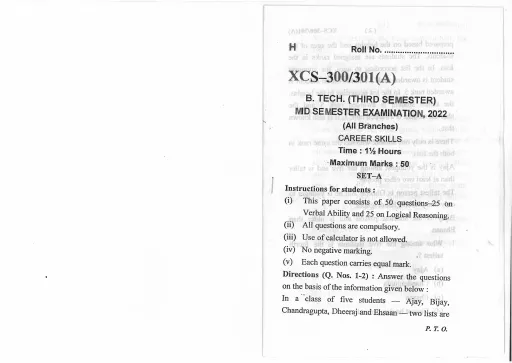 H
Roll No. ..............................
XCS–300/301(A)
B. TECH. (THIRD SEMESTER)
MID SEMESTER EXAMINATION, 2022
(All Branches)
CAREER SKILLS
Time : 1½ Hours
Maximum Marks : 50
SET–A
Instructions for students :
(i) This paper consists of 50 questions–25 on
Verbal Ability and 25 on Logical Reasoning.
(ii) All questions are compulsory.
(iii) Use of calculator is not allowed.
(iv) No negative marking.
(v) Each question carries equal mark.
Directions (Q. Nos. 1-2) : Answer the questions
on the basis of the information given below :
In a class of five students — Ajay, Bijay,
Chandragupta, Dheeraj and Ehsaan — two lists are
P. T. O.